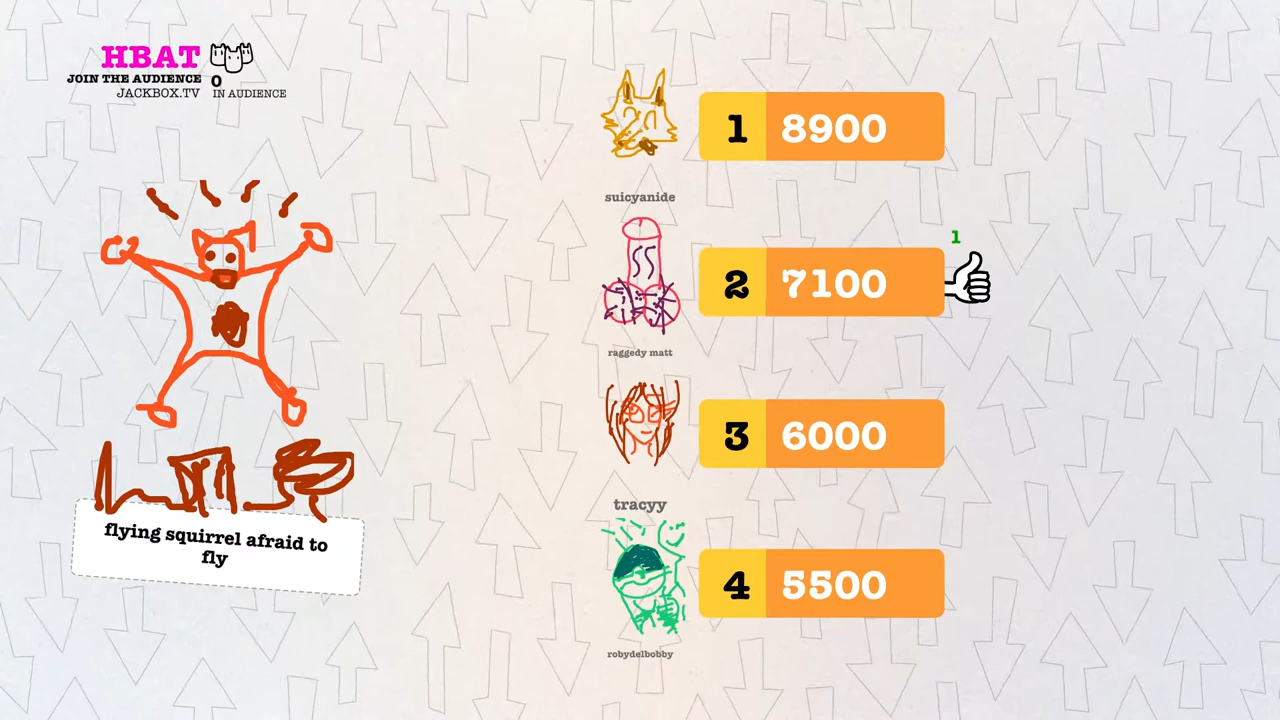 HBAT
JOIN THE AUDIENCE
JACKBOX.TV
0
IN AUDIENCE
flying squirrel afraid to
fly
1 8900
suicyanide
1
2 7100
raggedy matt
3 6000
tracyy
4 5500
robydelbobby